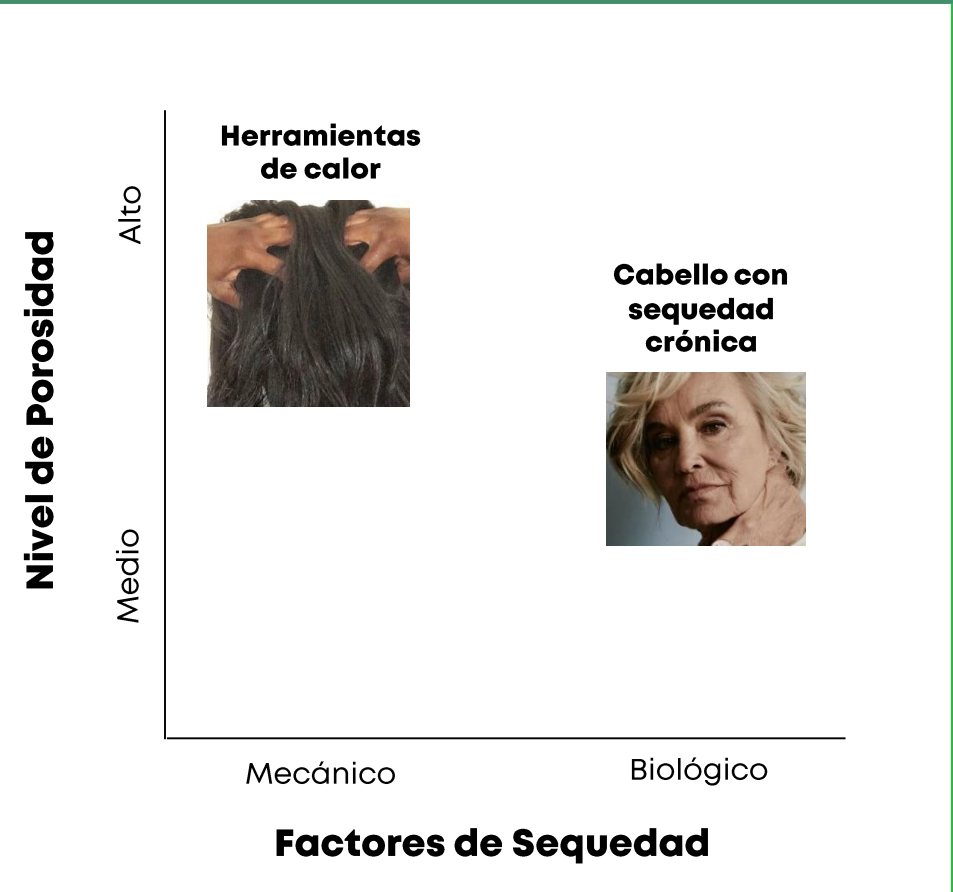 Herramientas
de calor
Alto
Cabello con
sequedad
crónica
Nivel de Porosidad
Medio
Mecánico
Biológico
Factores de Sequedad